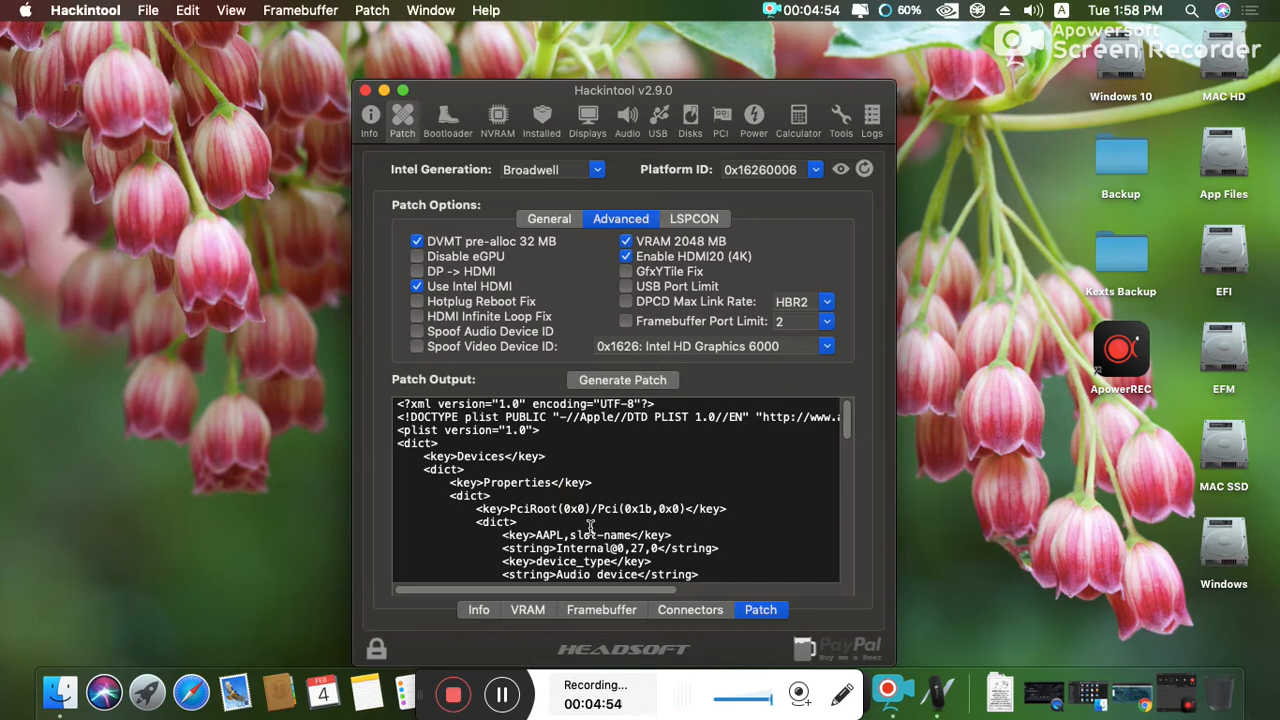 Hackintool File Edit View Framebuffer Patch Window Help
00:04:54 60% A Tue 1:58 PM
Apowersoft
Screen Recorder
Hackintool v2.9.0
Info Patch Bootloader NVRAM Installed Displays Audio USB Disks PCI Power Calculator Tools Logs
Intel Generation: Broadwell Platform ID: 0x16260006
Patch Options:
General Advanced LSPCON
DVMT pre-alloc 32 MB VRAM 2048 MB
Disable eGPU Enable HDMI20 (4K)
DP -> HDMI GfxYTile Fix
Use Intel HDMI USB Port Limit
Hotplug Reboot Fix DPCD Max Link Rate: HBR2
HDMI Infinite Loop Fix Framebuffer Port Limit: 2
Spoof Audio Device ID
Spoof Video Device ID: 0x1626: Intel HD Graphics 6000
Patch Output: Generate Patch
<?xml version="1.0" encoding="UTF-8"?>
<!DOCTYPE plist PUBLIC "-//Apple//DTD PLIST 1.0//EN" "http://www.a
<plist version="1.0">
<dict>
<key>Devices</key>
<dict>
<key>Properties</key>
<dict>
<key>PciRoot(0x0)/Pci(0x1b,0x0)</key>
<dict>
<key>AAPL,slot-name</key>
<string>Internal@0,27,0</string>
<key>device_type</key>
<string>Audio device</string>
Info VRAM Framebuffer Connectors Patch
HEADSOFT
PayPal
Buy me a Beer
Windows 10
MAC HD
Backup
App Files
Kexts Backup
EFI
ApowerREC
EFM
MAC SSD
Windows
FEB
4
Recording...
00:04:54